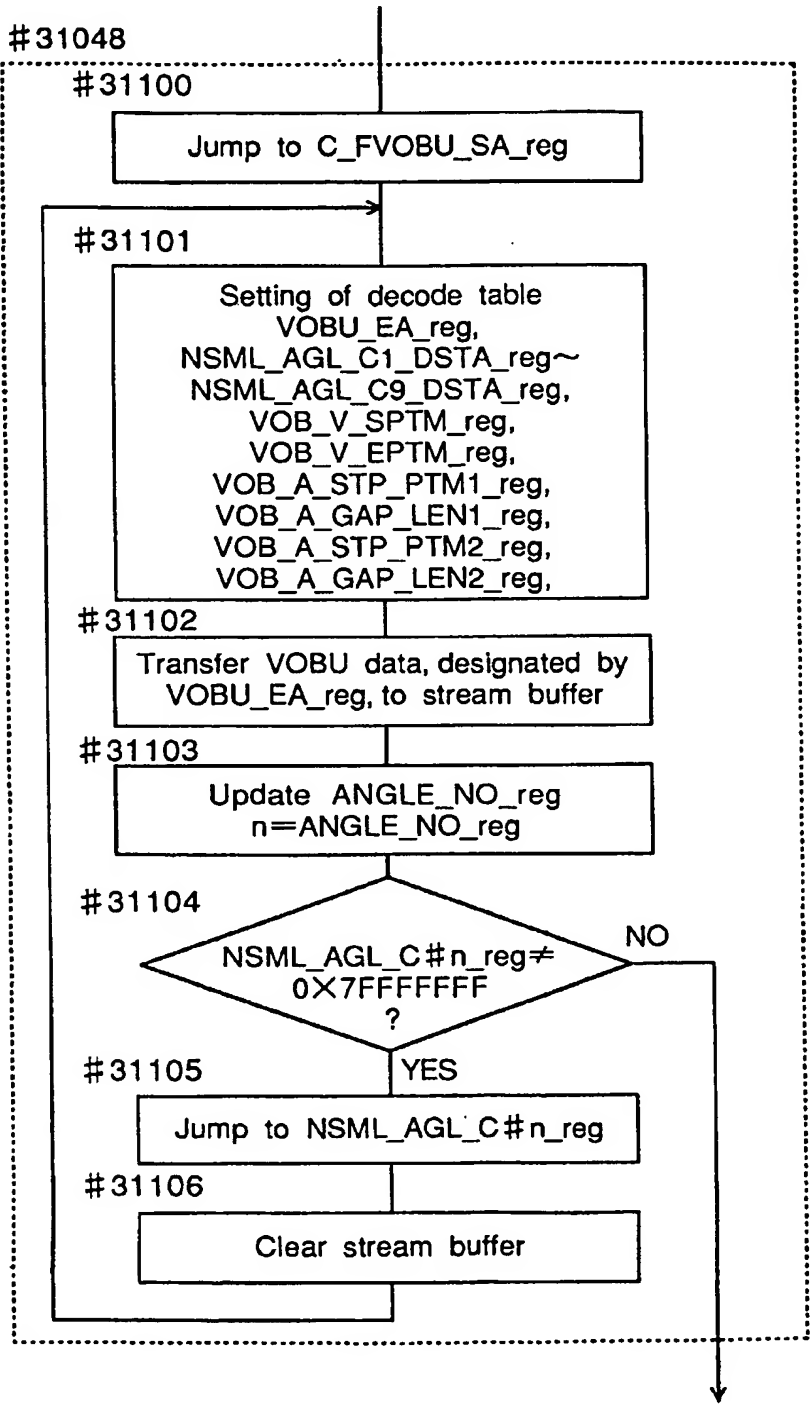 #31048
#31100
Jump to C_FVOBU_SA_reg
#31101
Setting of decode table
VOBU_EA_reg,
NSML_AGL_C1_DSTA_reg~
NSML_AGL_C9_DSTA_reg,
VOB_V_SPTM_reg,
VOB_V_EPTM_reg,
VOB_A_STP_PTM1_reg,
VOB_A_GAP_LEN1_reg,
VOB_A_STP_PTM2_reg,
VOB_A_GAP_LEN2_reg,
#31102
Transfer VOBU data, designated by
VOBU_EA_reg, to stream buffer
#31103
Update ANGLE_NO_reg
n=ANGLE_NO_reg
#31104
NSML_AGL_C#n_reg≠
0×7FFFFFFF
?
NO
YES
#31105
Jump to NSML_AGL_C#n_reg
#31106
Clear stream buffer